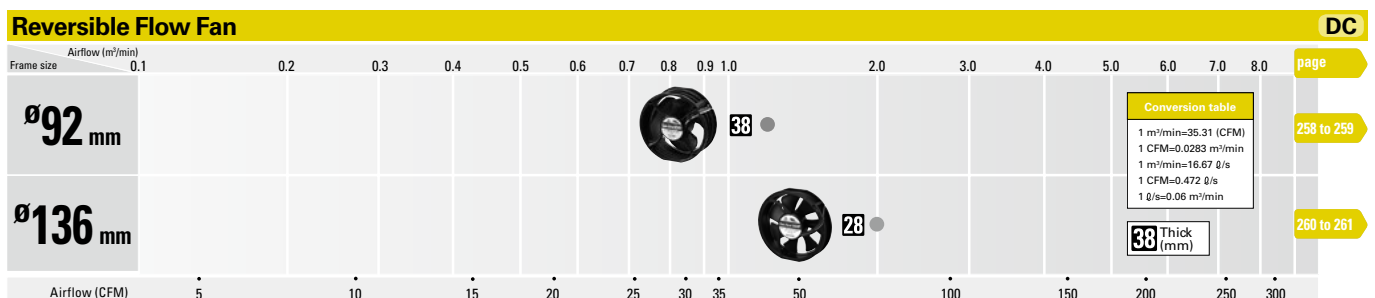 Reversible Flow Fan DC
Airflow (m³/min)
Frame size 0.1 0.2 0.3 0.4 0.5 0.6 0.7 0.8 0.9 1.0 2.0 3.0 4.0 5.0 6.0 7.0 8.0 page
ø92 mm 38 258 to 259
Conversion table
1 m³/min=35.31 (CFM)
1 CFM=0.0283 m³/min
1 m³/min=16.67 ℓ/s
1 CFM=0.472 ℓ/s
1 ℓ/s=0.06 m³/min
ø136 mm 28 260 to 261
38 Thick
(mm)
Airflow (CFM) 5 10 15 20 25 30 35 50 100 150 200 250 300